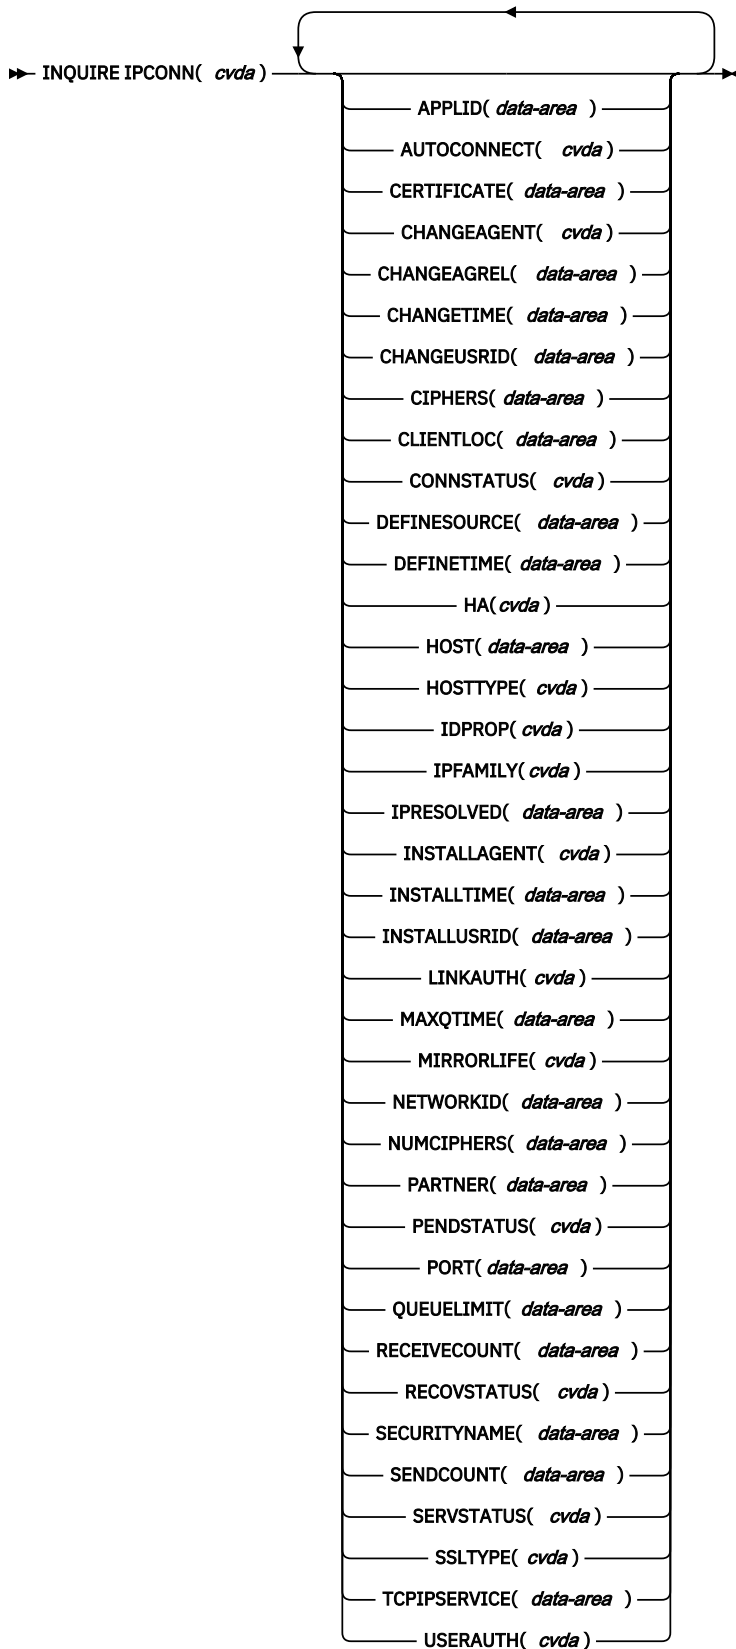 INQUIRE IPCONN( cvda )
APPLID( data-area )
AUTOCONNECT( cvda )
CERTIFICATE( data-area )
CHANGEAGENT( cvda )
CHANGEAGREL( data-area )
CHANGETIME( data-area )
CHANGEUSRID( data-area )
CIPHERS( data-area )
CLIENTLOC( data-area )
CONNSTATUS( cvda )
DEFINESOURCE( data-area )
DEFINETIME( data-area )
HA(cvda )
HOST( data-area )
HOSTTYPE( cvda )
IDPROP( cvda )
IPFAMILY( cvda )
IPRESOLVED( data-area )
INSTALLAGENT( cvda )
INSTALLTIME( data-area )
INSTALLUSRID( data-area )
LINKAUTH( cvda )
MAXQTIME( data-area )
MIRRORLIFE( cvda )
NETWORKID( data-area )
NUMCIPHERS( data-area )
PARTNER( data-area )
PENDSTATUS( cvda )
PORT( data-area )
QUEUELIMIT( data-area )
RECEIVECOUNT( data-area )
RECOVSTATUS( cvda )
SECURITYNAME( data-area )
SENDCOUNT( data-area )
SERVSTATUS( cvda )
SSLTYPE( cvda )
TCPIPSERVICE( data-area )
USERAUTH( cvda )